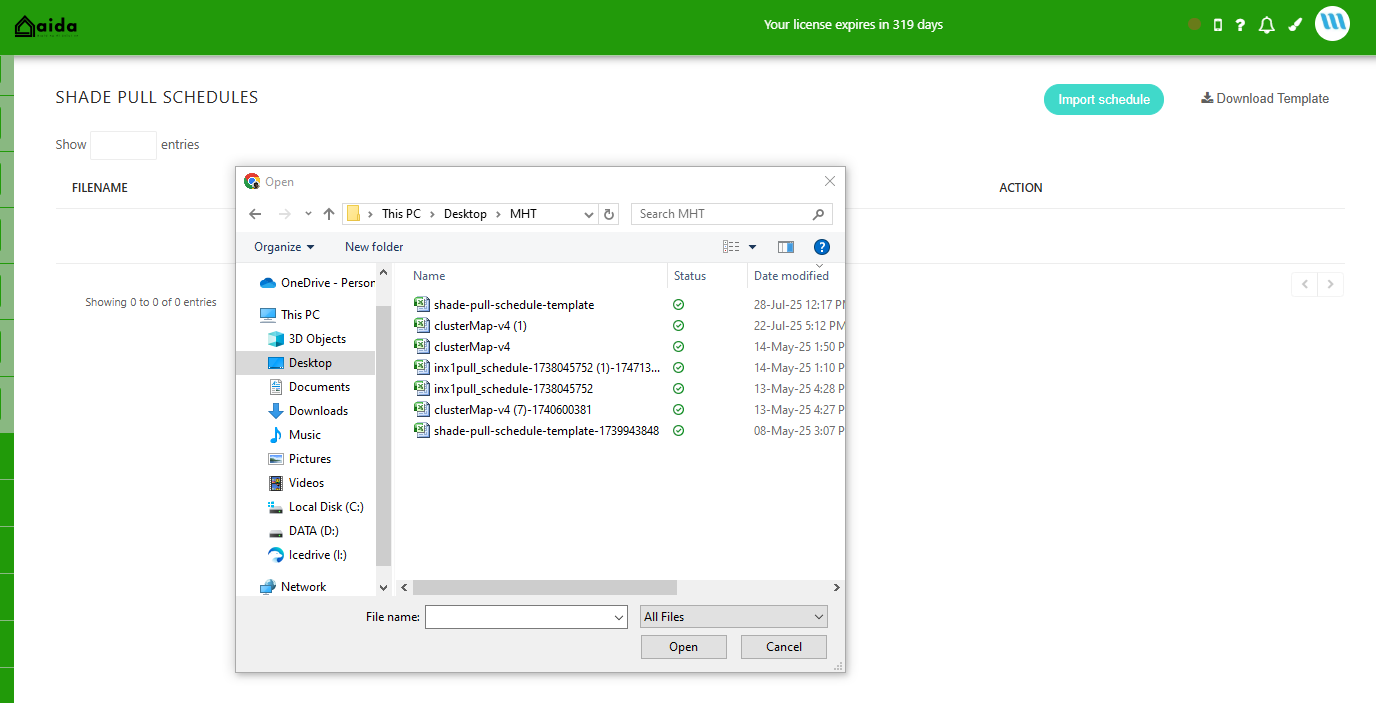 aida
Your license expires in 319 days
SHADE PULL SCHEDULES
Import schedule
Download Template
Show entries
FILENAME
ACTION
Showing 0 to 0 of 0 entries
Open
This PC > Desktop > MHT
Search MHT
Organize
New folder
OneDrive - Person
This PC
3D Objects
Desktop
Documents
Downloads
Music
Pictures
Videos
Local Disk (C:)
DATA (D:)
Icedrive (I:)
Network
Name Status Date modified
shade-pull-schedule-template 28-Jul-25 12:17 PM
clusterMap-v4 (1) 22-Jul-25 5:12 PM
clusterMap-v4 14-May-25 1:50 P
inx1pull_schedule-1738045752 (1)-174713... 14-May-25 1:10 P
inx1pull_schedule-1738045752 13-May-25 4:28 P
clusterMap-v4 (7)-1740600381 13-May-25 4:27 P
shade-pull-schedule-template-1739943848 08-May-25 3:07 P
File name:
All Files
Open
Cancel